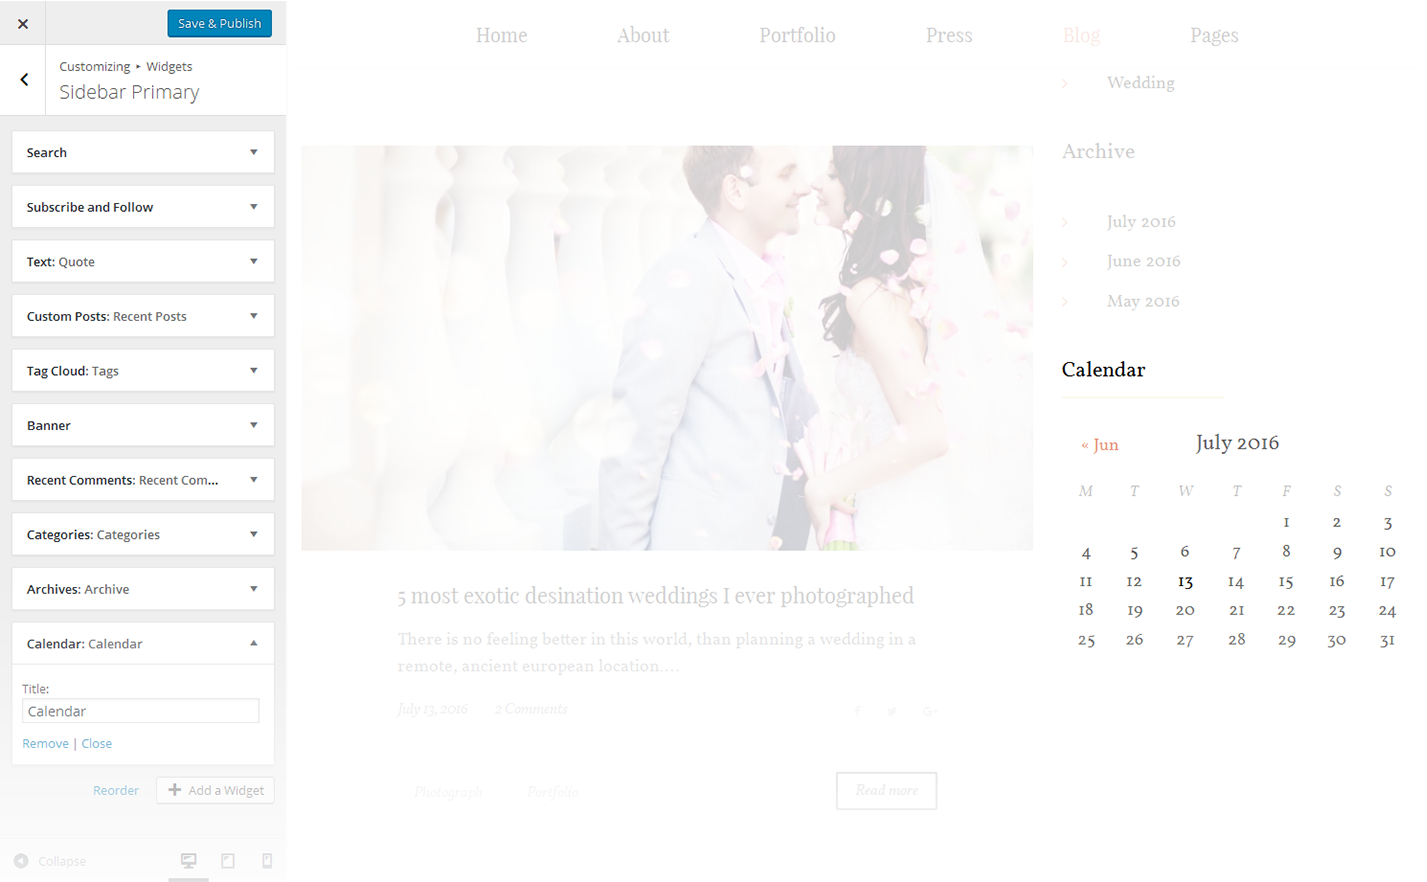 Save & Publish
Customizing ▸ Widgets
Sidebar Primary
Search
Subscribe and Follow
Text: Quote
Custom Posts: Recent Posts
Tag Cloud: Tags
Banner
Recent Comments: Recent Com...
Categories: Categories
Archives: Archive
Calendar: Calendar
Title:
Calendar
Remove | Close
Reorder
Add a Widget
Collapse
Home About Portfolio Press Blog Pages
5 most exotic desination weddings I ever photographed
There is no feeling better in this world, than planning a wedding in a
remote, ancient european location....
July 13, 2016 2 Comments
G+
Photograph Portfolio
Read more
Wedding
Archive
July 2016
June 2016
May 2016
Calendar
« Jun July 2016
M T W T F S S
1 2 3
4 5 6 7 8 9 10
11 12 13 14 15 16 17
18 19 20 21 22 23 24
25 26 27 28 29 30 31